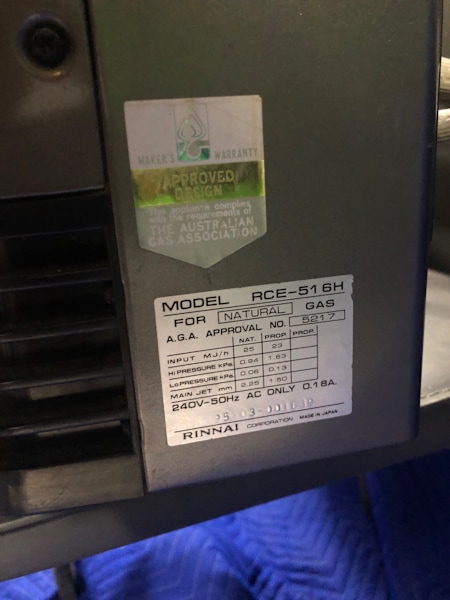 MAKER'S WARRANTY
APPROVED
DESIGN
This appliance complies
with the requirements of
THE AUSTRALIAN
GAS ASSOCIATION
MODEL RCE-516H
FOR NATURAL GAS
A.G.A. APPROVAL NO. 5217
NAT. PROP. PROP.
INPUT MJ/h 25 23
HI PRESSURE KPa. 0.94 1.63
LO PRESSURE KPa. 0.06 0.13
MAIN JET mm 2.25 1.50
240V-50Hz AC ONLY 0.18A.
RINNAI CORPORATION MADE IN JAPAN